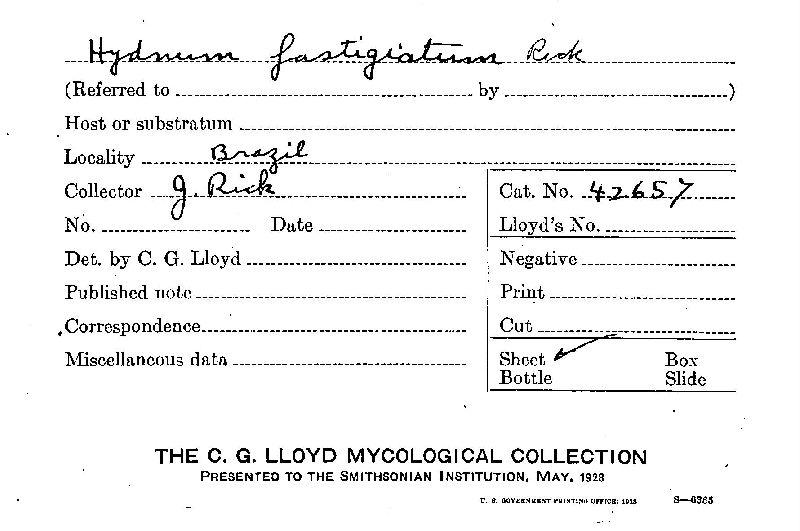 Hydnum fastigiatum Rick
(Referred to by )
Host or substratum
Locality Brazil
Collector J. Rick
No. Date
Det. by C. G. Lloyd
Published note
Correspondence
Miscellaneous data
Cat. No. 42657
Lloyd's No.
Negative
Print
Cut
Sheet ✓ Box
Bottle Slide
THE C. G. LLOYD MYCOLOGICAL COLLECTION
PRESENTED TO THE SMITHSONIAN INSTITUTION, MAY, 1928
U. S. GOVERNMENT PRINTING OFFICE: 1928 8—6385